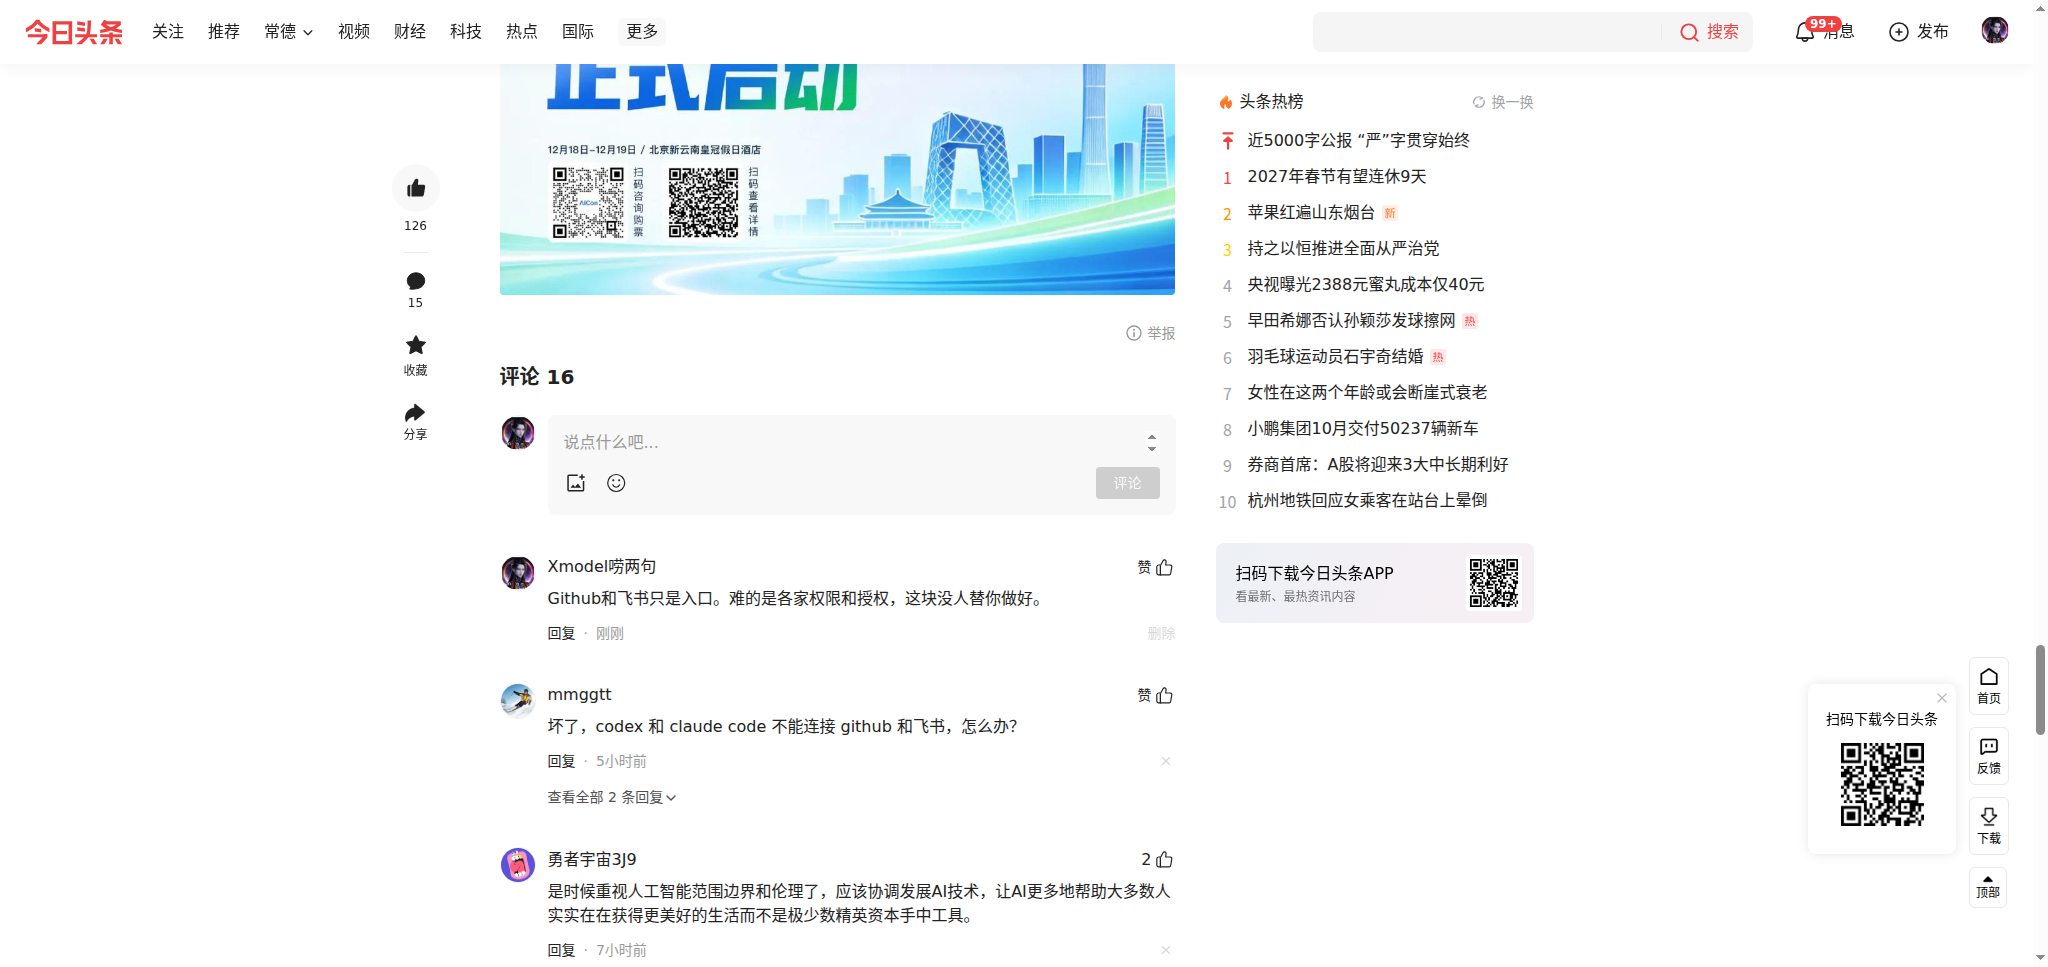 今日头条
关注
推荐
常德
视频
财经
科技
热点
国际
更多
搜索
99+
消息
发布
正式启动
12月18日-12月19日 / 北京新云南皇冠假日酒店
AiCon
扫码咨询购票
扫码查看详情
126
15
收藏
分享
举报
评论 16
说点什么吧...
评论
Xmodel唠两句
赞
Github和飞书只是入口。难的是各家权限和授权，这块没人替你做好。
回复 · 刚刚
删除
mmggtt
赞
坏了，codex 和 claude code 不能连接 github 和飞书，怎么办？
回复 · 5小时前
查看全部 2 条回复
勇者宇宙3J9
2
是时候重视人工智能范围边界和伦理了，应该协调发展AI技术，让AI更多地帮助大多数人
实实在在获得更美好的生活而不是极少数精英资本手中工具。
回复 · 7小时前
头条热榜
换一换
近5000字公报 “严”字贯穿始终
1 2027年春节有望连休9天
2 苹果红遍山东烟台 新
3 持之以恒推进全面从严治党
4 央视曝光2388元蜜丸成本仅40元
5 早田希娜否认孙颖莎发球擦网 热
6 羽毛球运动员石宇奇结婚 热
7 女性在这两个年龄或会断崖式衰老
8 小鹏集团10月交付50237辆新车
9 券商首席：A股将迎来3大中长期利好
10 杭州地铁回应女乘客在站台上晕倒
扫码下载今日头条APP
看最新、最热资讯内容
扫码下载今日头条
首页
反馈
下载
顶部